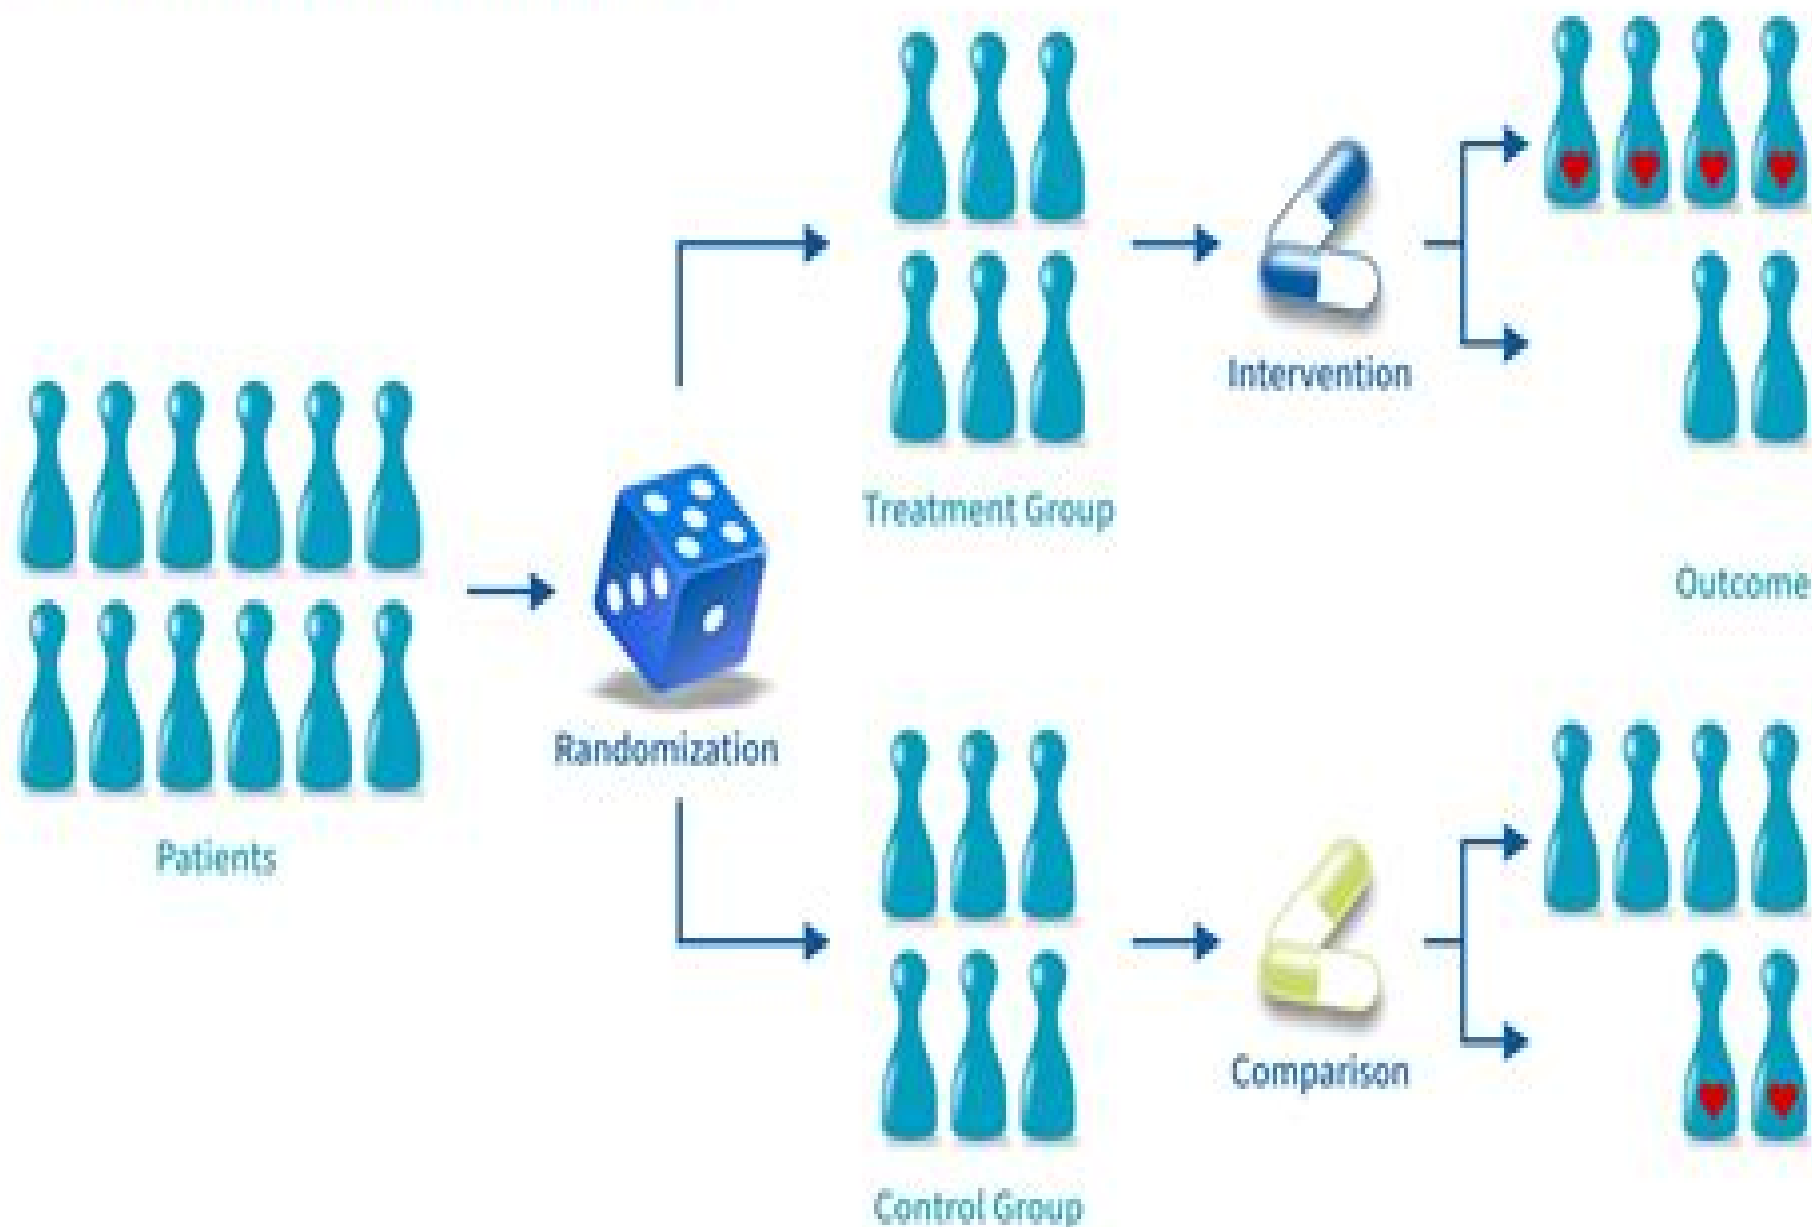 Treatment Group
Intervention
Outcome
Randomization
Patients
Comparison
Control Group